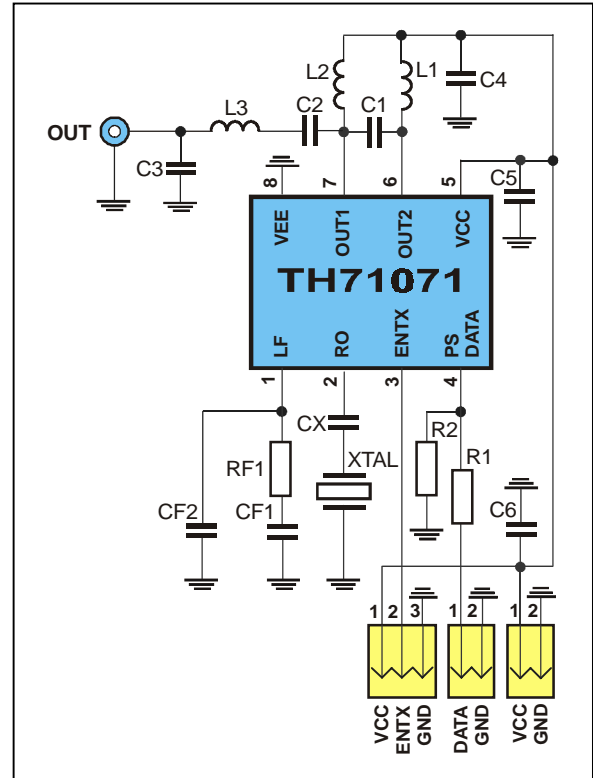 L2
L1
C4
L3
C2
C1
OUT
C3
C5
8
7
6
5
VEE
OUT1
OUT2
VCC
TH71071
LF
RO
ENTX
PS
DATA
1
2
3
4
CX
R2
R1
RF1
XTAL
C6
CF2
CF1
1 2 3
1 2
1 2
VCC
ENTX
GND
DATA
GND
VCC
GND